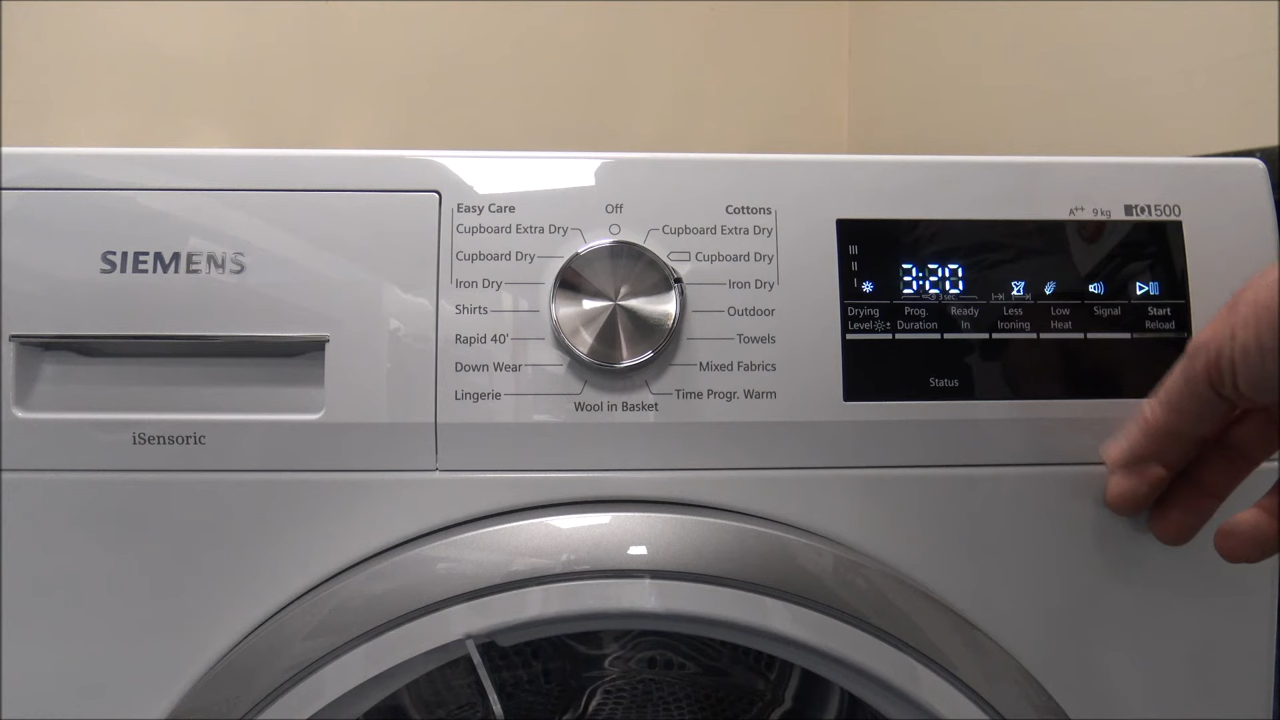 SIEMENS
iSensoric
Easy Care
Cupboard Extra Dry
Cupboard Dry
Iron Dry
Shirts
Rapid 40'
Down Wear
Lingerie
Off
Wool in Basket
Cottons
Cupboard Extra Dry
Cupboard Dry
Iron Dry
Outdoor
Towels
Mixed Fabrics
Time Progr. Warm
A++ 9 kg iQ500
III
II
I
3:20
3 sec.
Drying
Level ±
Prog.
Duration
Ready
In
Less
Ironing
Low
Heat
Signal
Start
Reload
Status